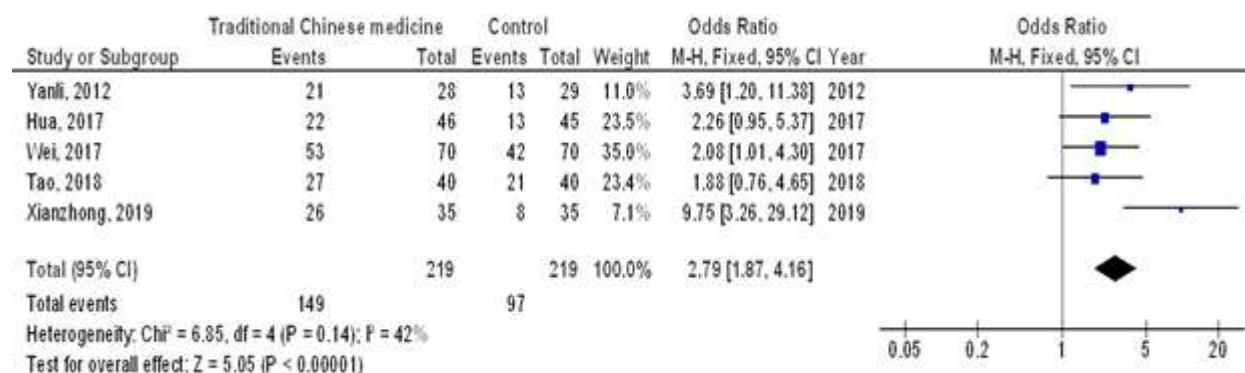 Traditional Chinese medicine Control Odds Ratio Odds Ratio
Study or Subgroup Events Total Events Total Weight M-H, Fixed, 95% CI Year M-H, Fixed, 95% CI
Yanli, 2012 21 28 13 29 11.0% 3.69 [1.20, 11.38] 2012
Hua, 2017 22 46 13 45 23.5% 2.26 [0.95, 5.37] 2017
Wei, 2017 53 70 42 70 35.0% 2.08 [1.01, 4.30] 2017
Tao, 2018 27 40 21 40 23.4% 1.88 [0.76, 4.65] 2018
Xianzhong, 2019 26 35 8 35 7.1% 9.75 [3.26, 29.12] 2019
Total (95% CI) 219 219 100.0% 2.79 [1.87, 4.16]
Total events 149 97
Heterogeneity: Chi² = 6.85, df = 4 (P = 0.14); I² = 42%
Test for overall effect: Z = 5.05 (P < 0.00001)
0.05 0.2 1 5 20